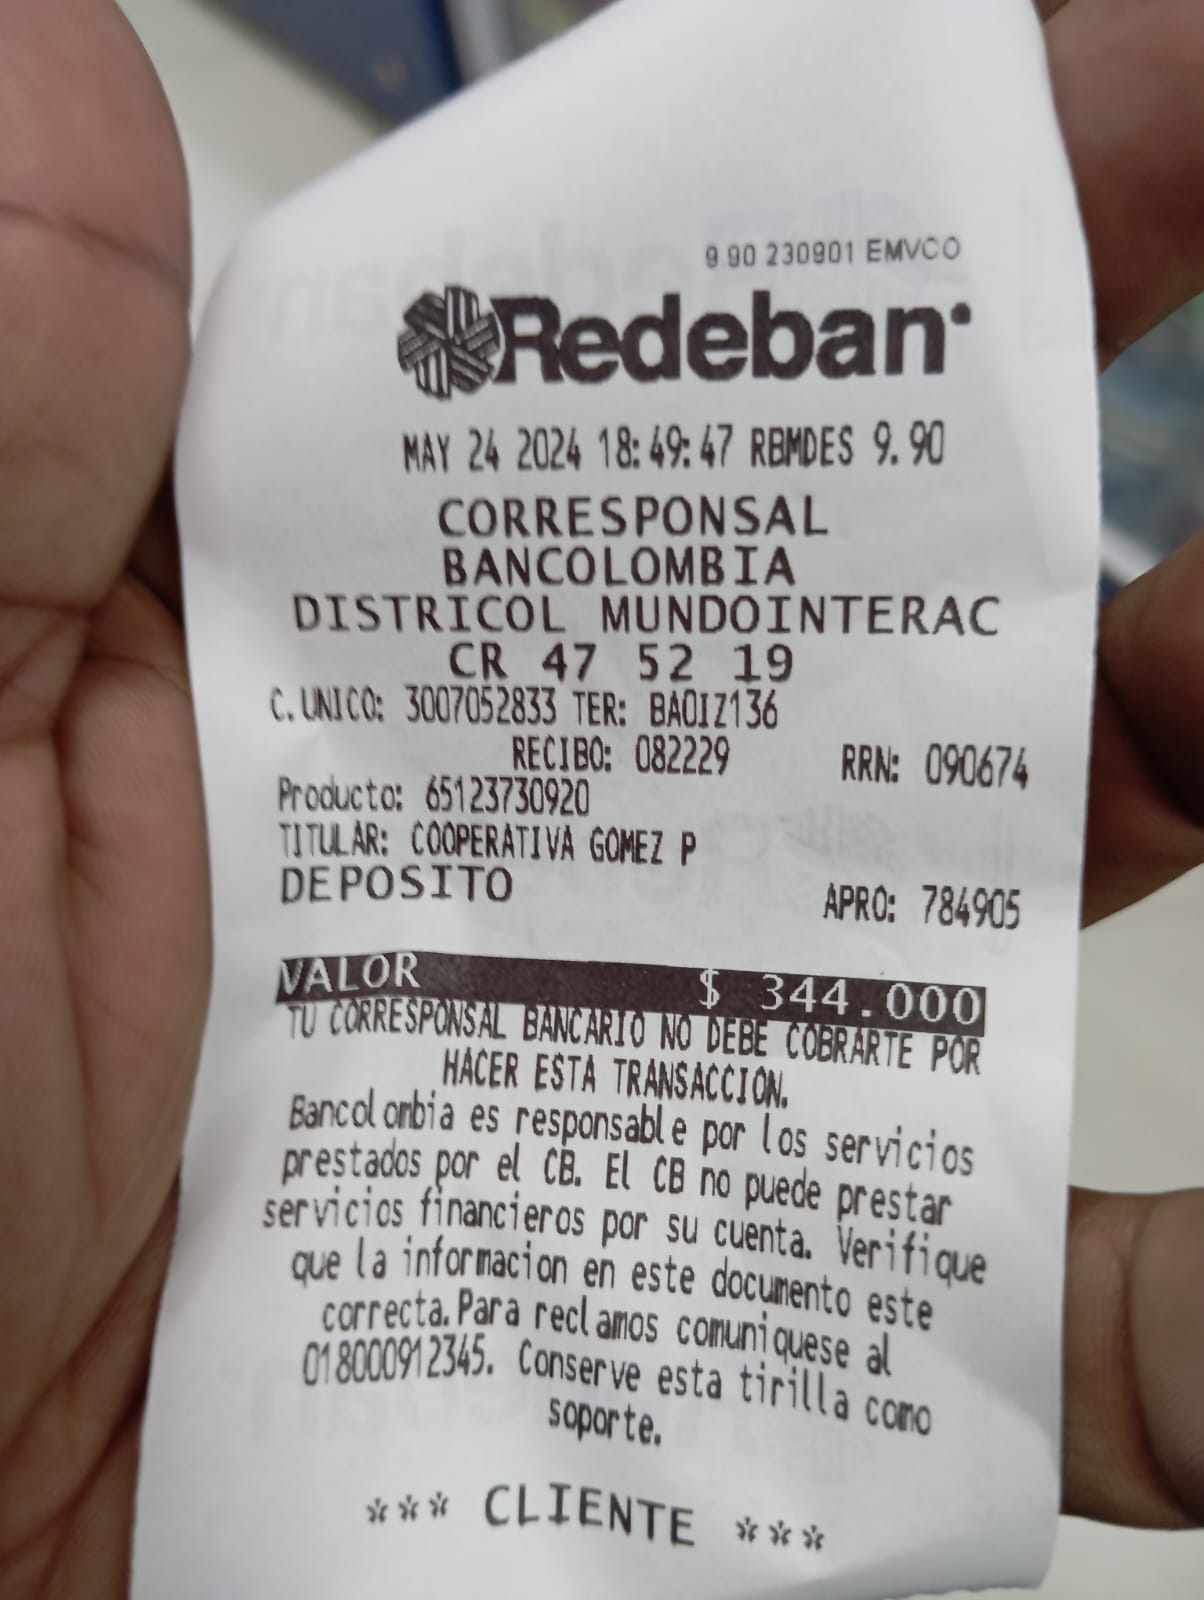 9.90 230901 EMVCO
Redeban
MAY 24 2024 18:49:47 RBMDES 9.90
CORRESPONSAL
BANCOLOMBIA
DISTRICOL MUNDOINTERAC
CR 47 52 19
C. UNICO: 3007052833 TER: BAOIZ136
RECIBO: 082229 RRN: 090674
Producto: 65123730920
TITULAR: COOPERATIVA GOMEZ P
DEPOSITO APRO: 784905
VALOR $ 344.000
TU CORRESPONSAL BANCARIO NO DEBE COBRARTE POR
HACER ESTA TRANSACCION.
Bancolombia es responsable por los servicios
prestados por el CB. El CB no puede prestar
servicios financieros por su cuenta. Verifique
que la informacion en este documento este
correcta. Para reclamos comuniquese al
018000912345. Conserve esta tirilla como
soporte.
*** CLIENTE ***